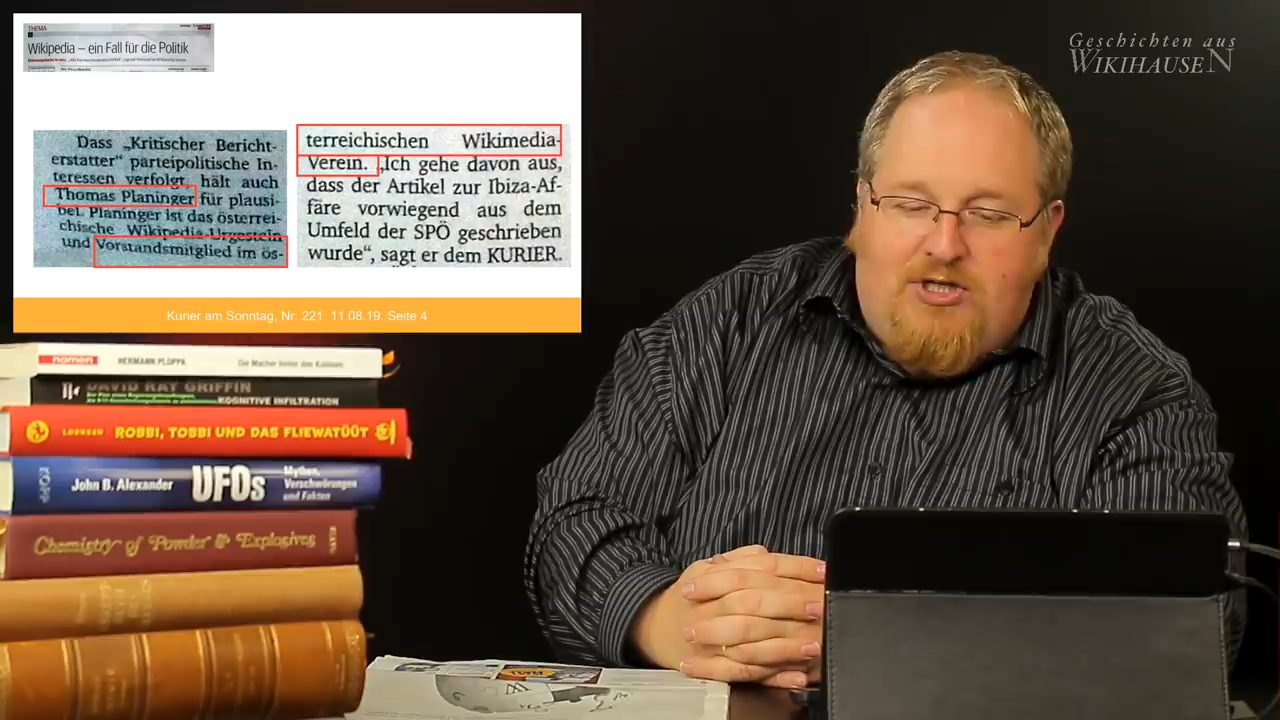 THEMA
Wikipedia – ein Fall für die Politik
Dass „Kritischer Bericht-
erstatter“ parteipolitische In-
teressen verfolgt, hält auch
Thomas Planinger für plausi-
bel. Planinger ist das österrei-
chische Wikipedia-Urgestein
und Vorstandsmitglied im ös-
terreichischen Wikimedia-
Verein. „Ich gehe davon aus,
dass der Artikel zur Ibiza-Af-
färe vorwiegend aus dem
Umfeld der SPÖ geschrieben
wurde“, sagt er dem KURIER.
Kurier am Sonntag, Nr. 221. 11.08.19. Seite 4
Geschichten aus
WIKIHAUSEN
nomen HERMANN PLOPPA Die Macher hinter den Kulissen
DAVID RAY GRIFFIN
KOGNITIVE INFILTRATION
LORNSEN ROBBI, TOBBI UND DAS FLIEWATÜÜT
KOPP John B. Alexander UFOs Mythen, Verschwörungen und Fakten
Chemistry of Powder & Explosives